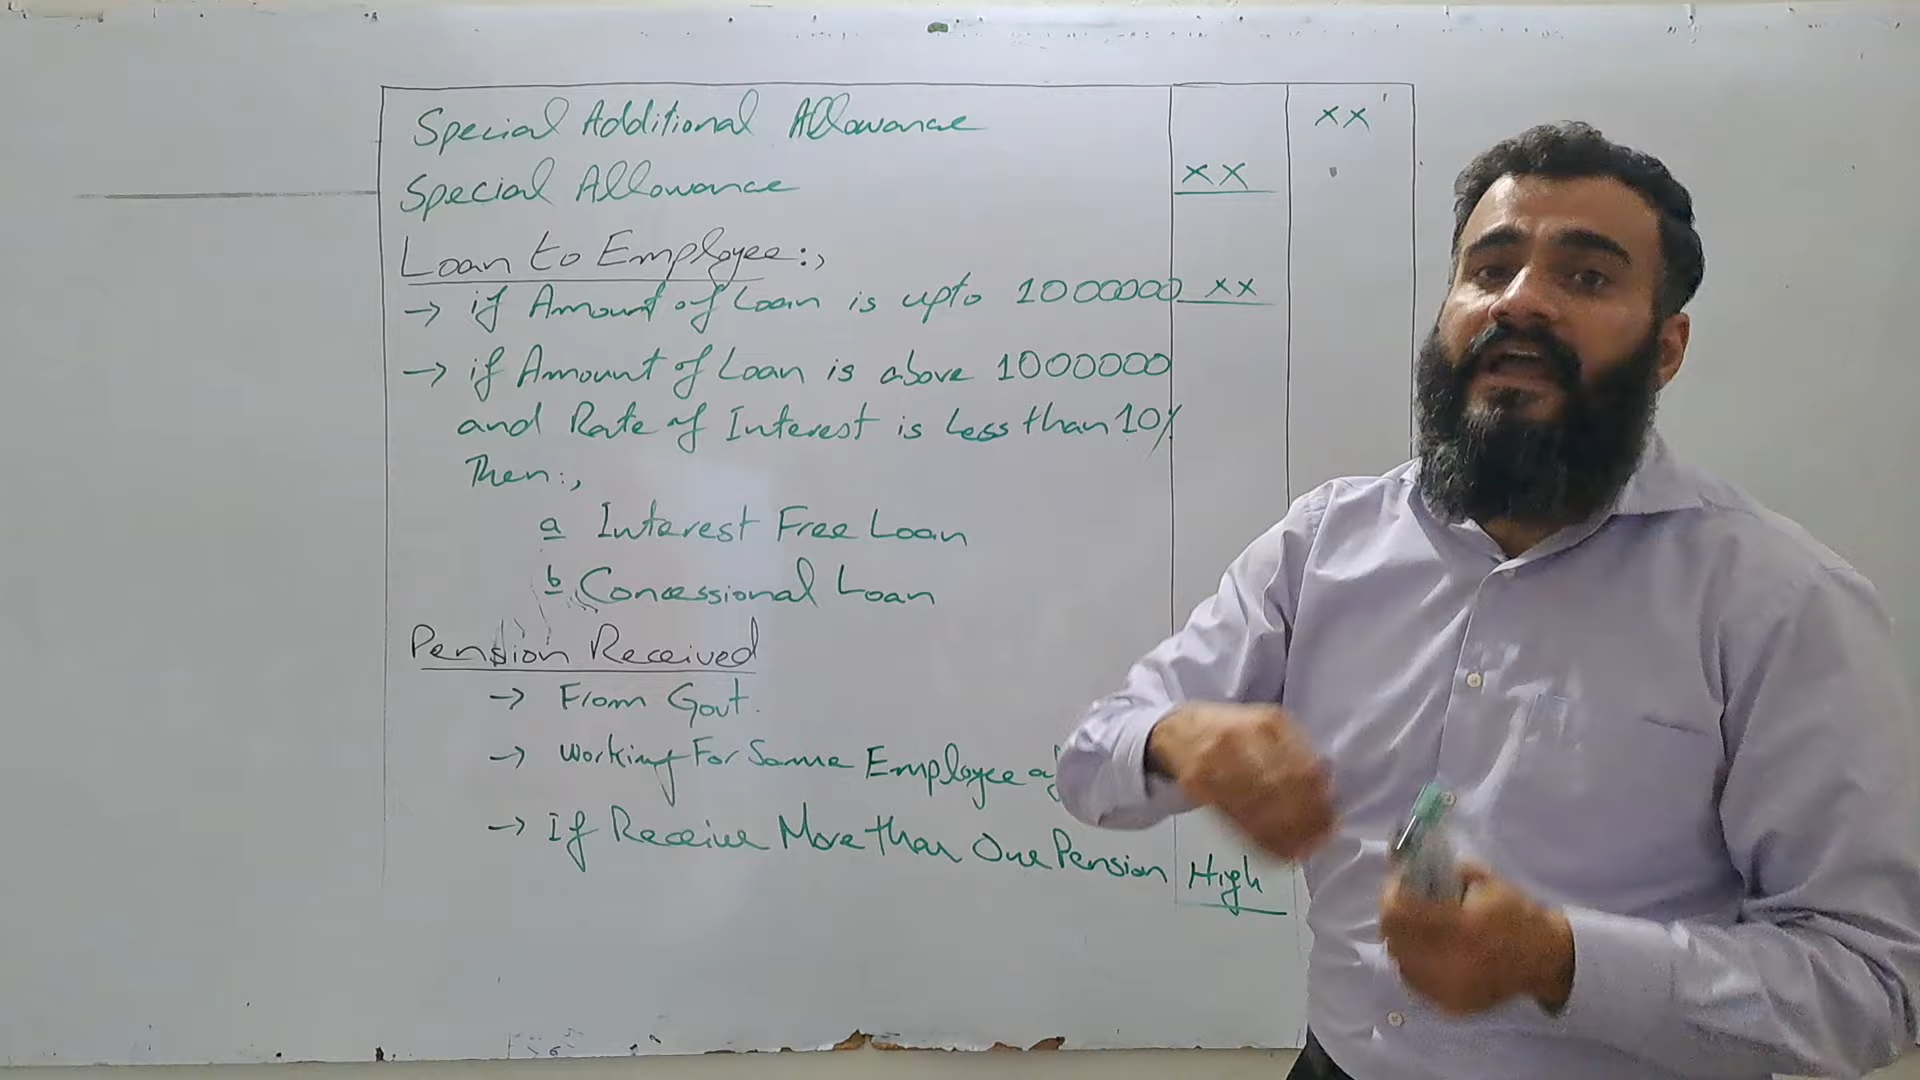 Special Additional Allowance xx
Special Allowance xx
Loan to Employee:,
→ if Amount of Loan is upto 1000000 xx
→ if Amount of Loan is above 1000000
and Rate of Interest is Less than 10%
Then:,
a Interest Free Loan
b Concessional Loan
Pension Received
→ From Govt.
→ Working For Same Employee
→ If Receive More than One Pension High